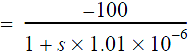 = −100 / (1 + s × 1.01 × 10⁻⁶)